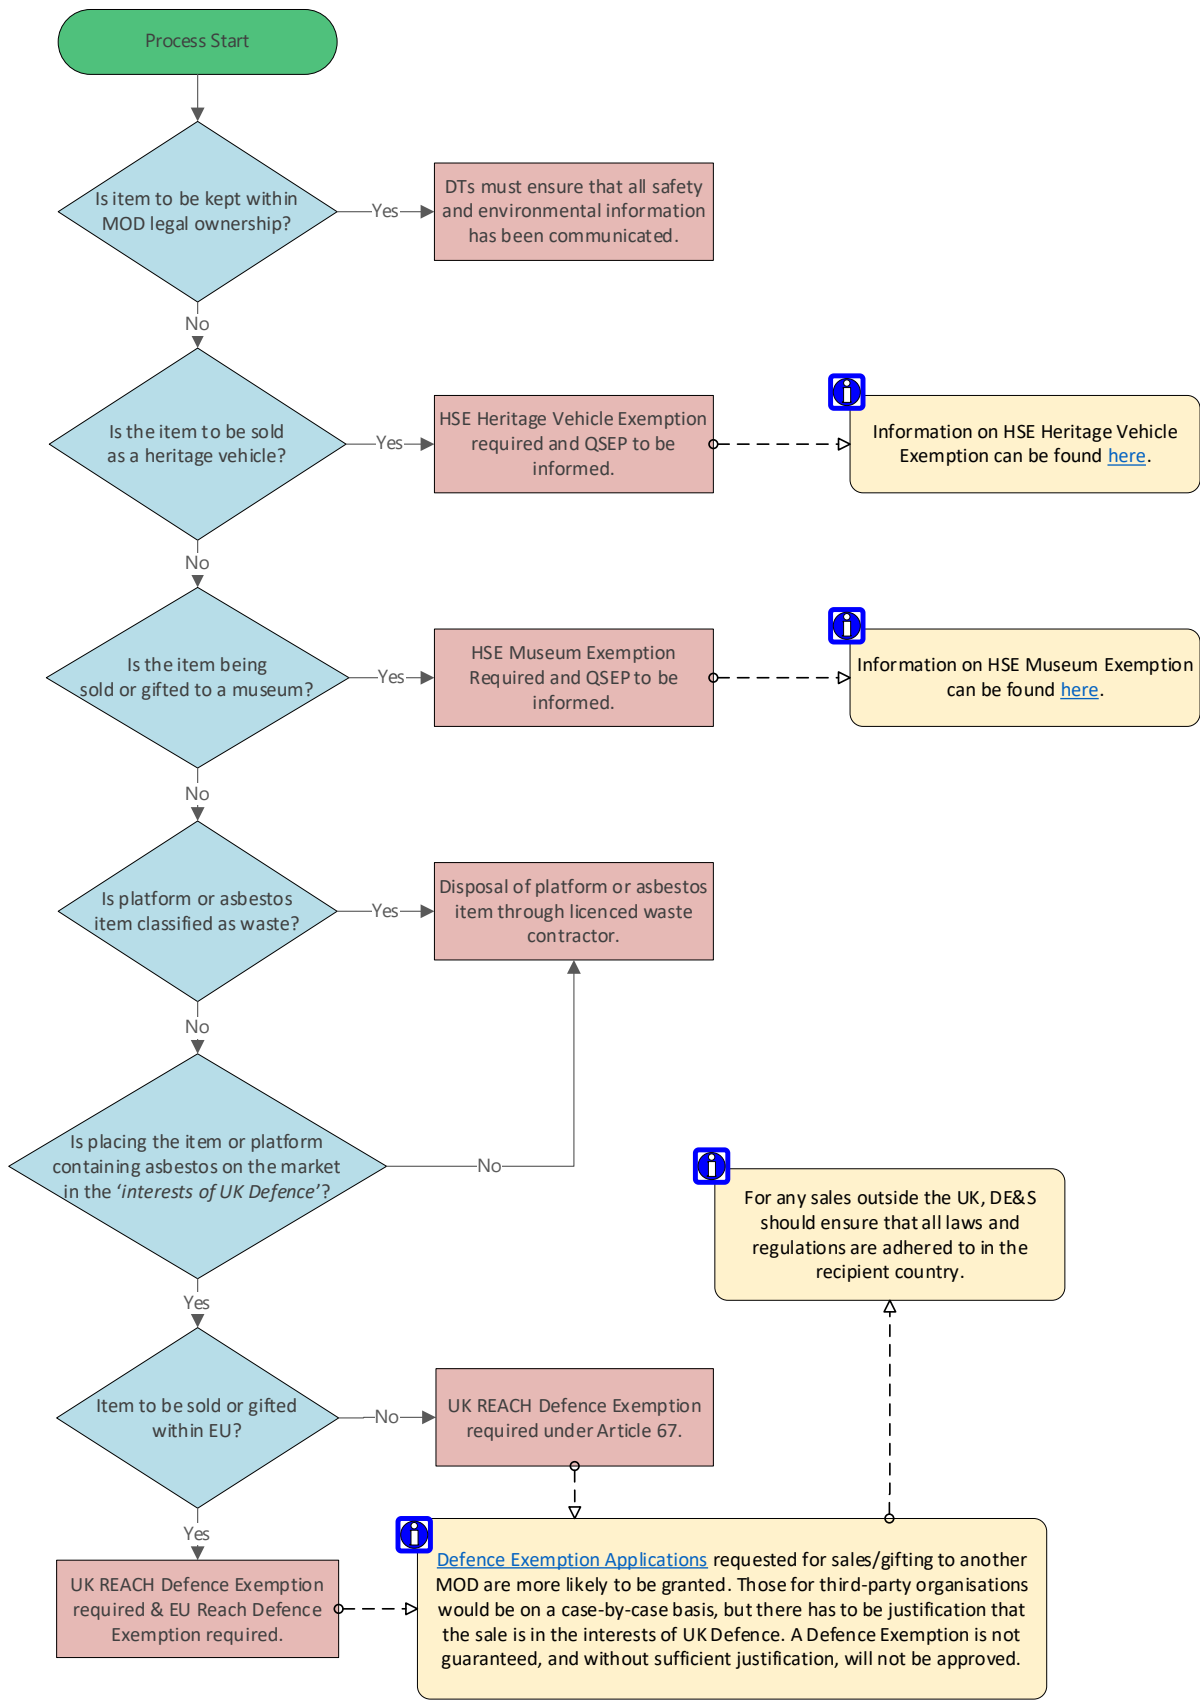 Process Start
Is item to be kept within
MOD legal ownership?
Yes
DTs must ensure that all safety
and environmental information
has been communicated.
No
Is the item to be sold
as a heritage vehicle?
Yes
HSE Heritage Vehicle Exemption
required and QSEP to be
informed.
Information on HSE Heritage Vehicle
Exemption can be found here.
No
Is the item being
sold or gifted to a museum?
Yes
HSE Museum Exemption
Required and QSEP to be
informed.
Information on HSE Museum Exemption
can be found here.
No
Is platform or asbestos
item classified as waste?
Yes
Disposal of platform or asbestos
item through licenced waste
contractor.
No
Is placing the item or platform
containing asbestos on the market
in the ‘interests of UK Defence’?
No
For any sales outside the UK, DE&S
should ensure that all laws and
regulations are adhered to in the
recipient country.
Yes
Item to be sold or gifted
within EU?
No
UK REACH Defence Exemption
required under Article 67.
Yes
UK REACH Defence Exemption
required & EU Reach Defence
Exemption required.
Defence Exemption Applications requested for sales/gifting to another
MOD are more likely to be granted. Those for third-party organisations
would be on a case-by-case basis, but there has to be justification that
the sale is in the interests of UK Defence. A Defence Exemption is not
guaranteed, and without sufficient justification, will not be approved.